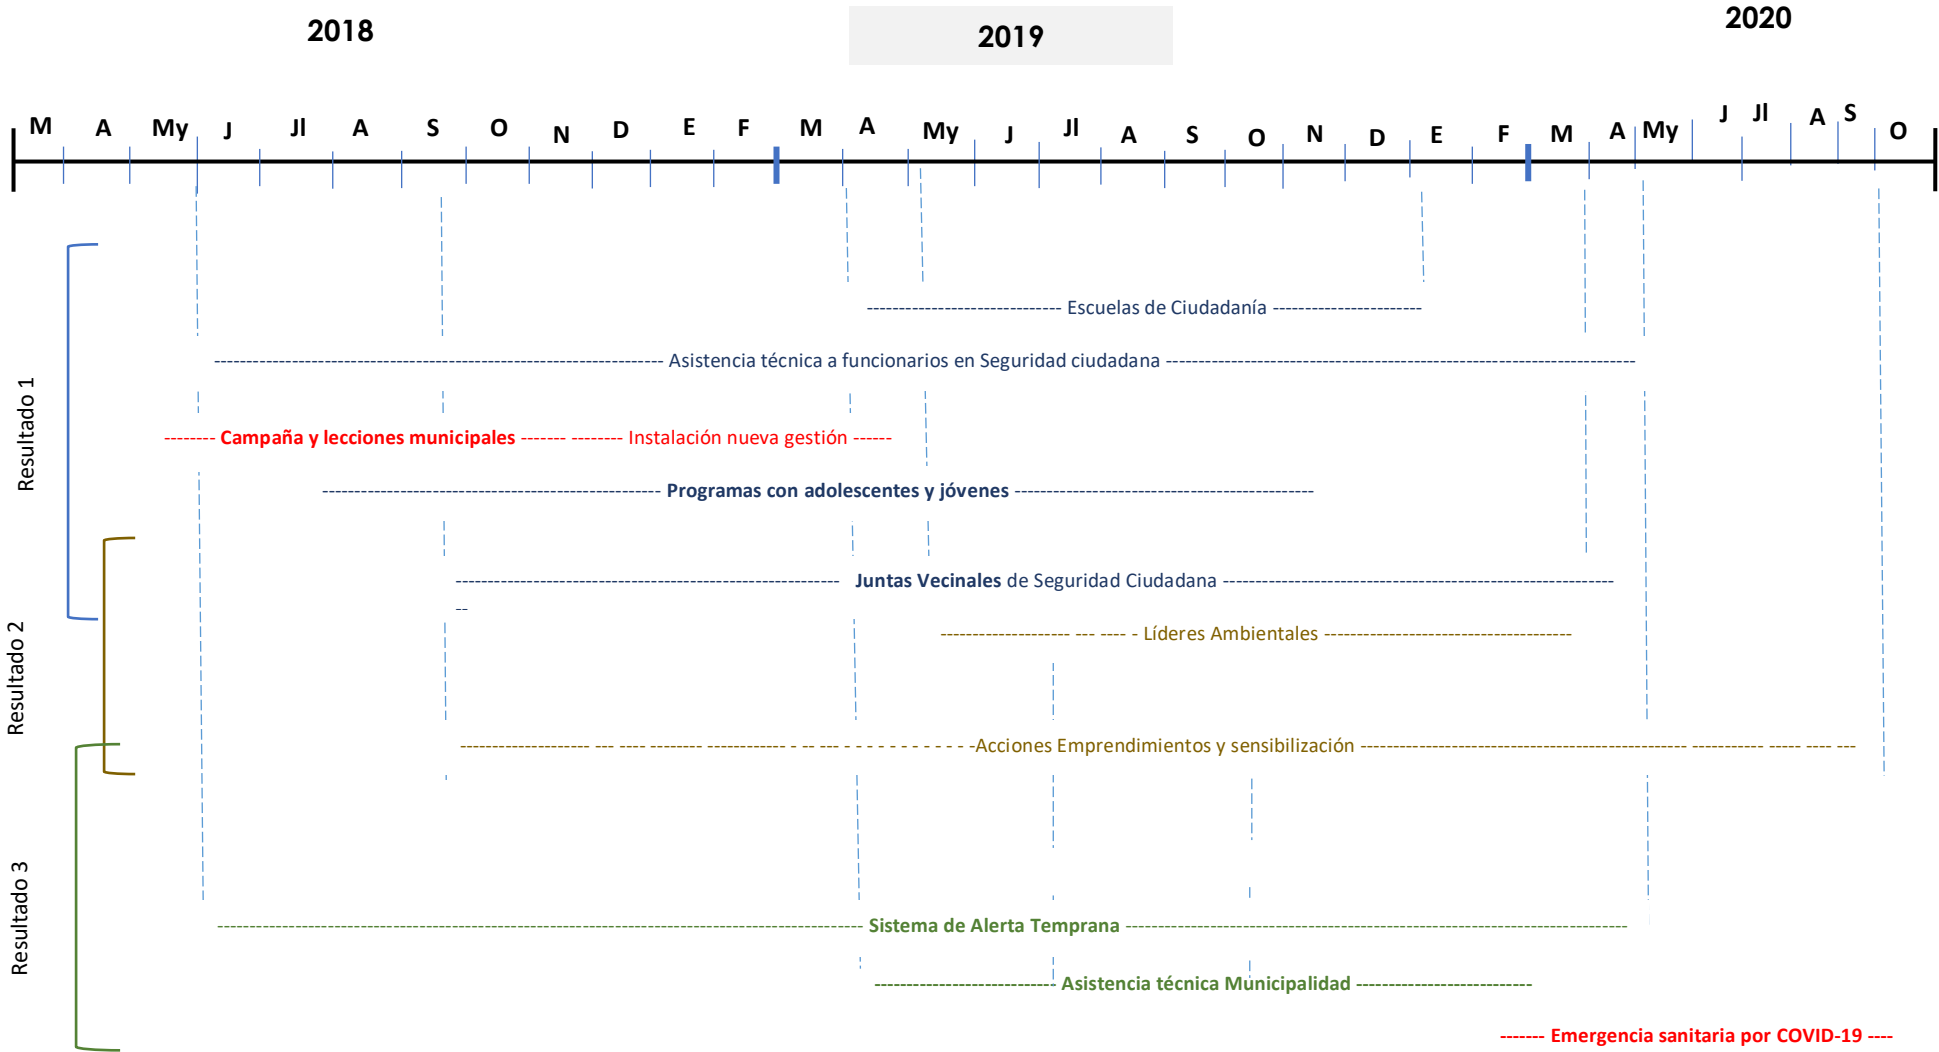 2018
2019
2020
M A My J Jl A S O N D E F M A My J Jl A S O N D E F M A My J Jl A S O
Resultado 1
Resultado 2
Resultado 3
------------------------------ Escuelas de Ciudadanía -----------------------
---------------------------------------------------------------------- Asistencia técnica a funcionarios en Seguridad ciudadana -------------------------------------------------------------------------
-------- Campaña y lecciones municipales ------- -------- Instalación nueva gestión ------
----------------------------------------------------- Programas con adolescentes y jóvenes -----------------------------------------------
------------------------------------------------------------ Juntas Vecinales de Seguridad Ciudadana -------------------------------------------------------------
--
-------------------- --- ---- - Líderes Ambientales ---------------------------------------
-------------------- --- ---- -------- ------------ - -- --- - - - - - - - - - - - -Acciones Emprendimientos y sensibilización --------------------------------------------------- ----------- ----- ---- ---
----------------------------------------------------------------------------------------------------- Sistema de Alerta Temprana ------------------------------------------------------------------------------
---------------------------- Asistencia técnica Municipalidad ---------------------------
------- Emergencia sanitaria por COVID-19 ----